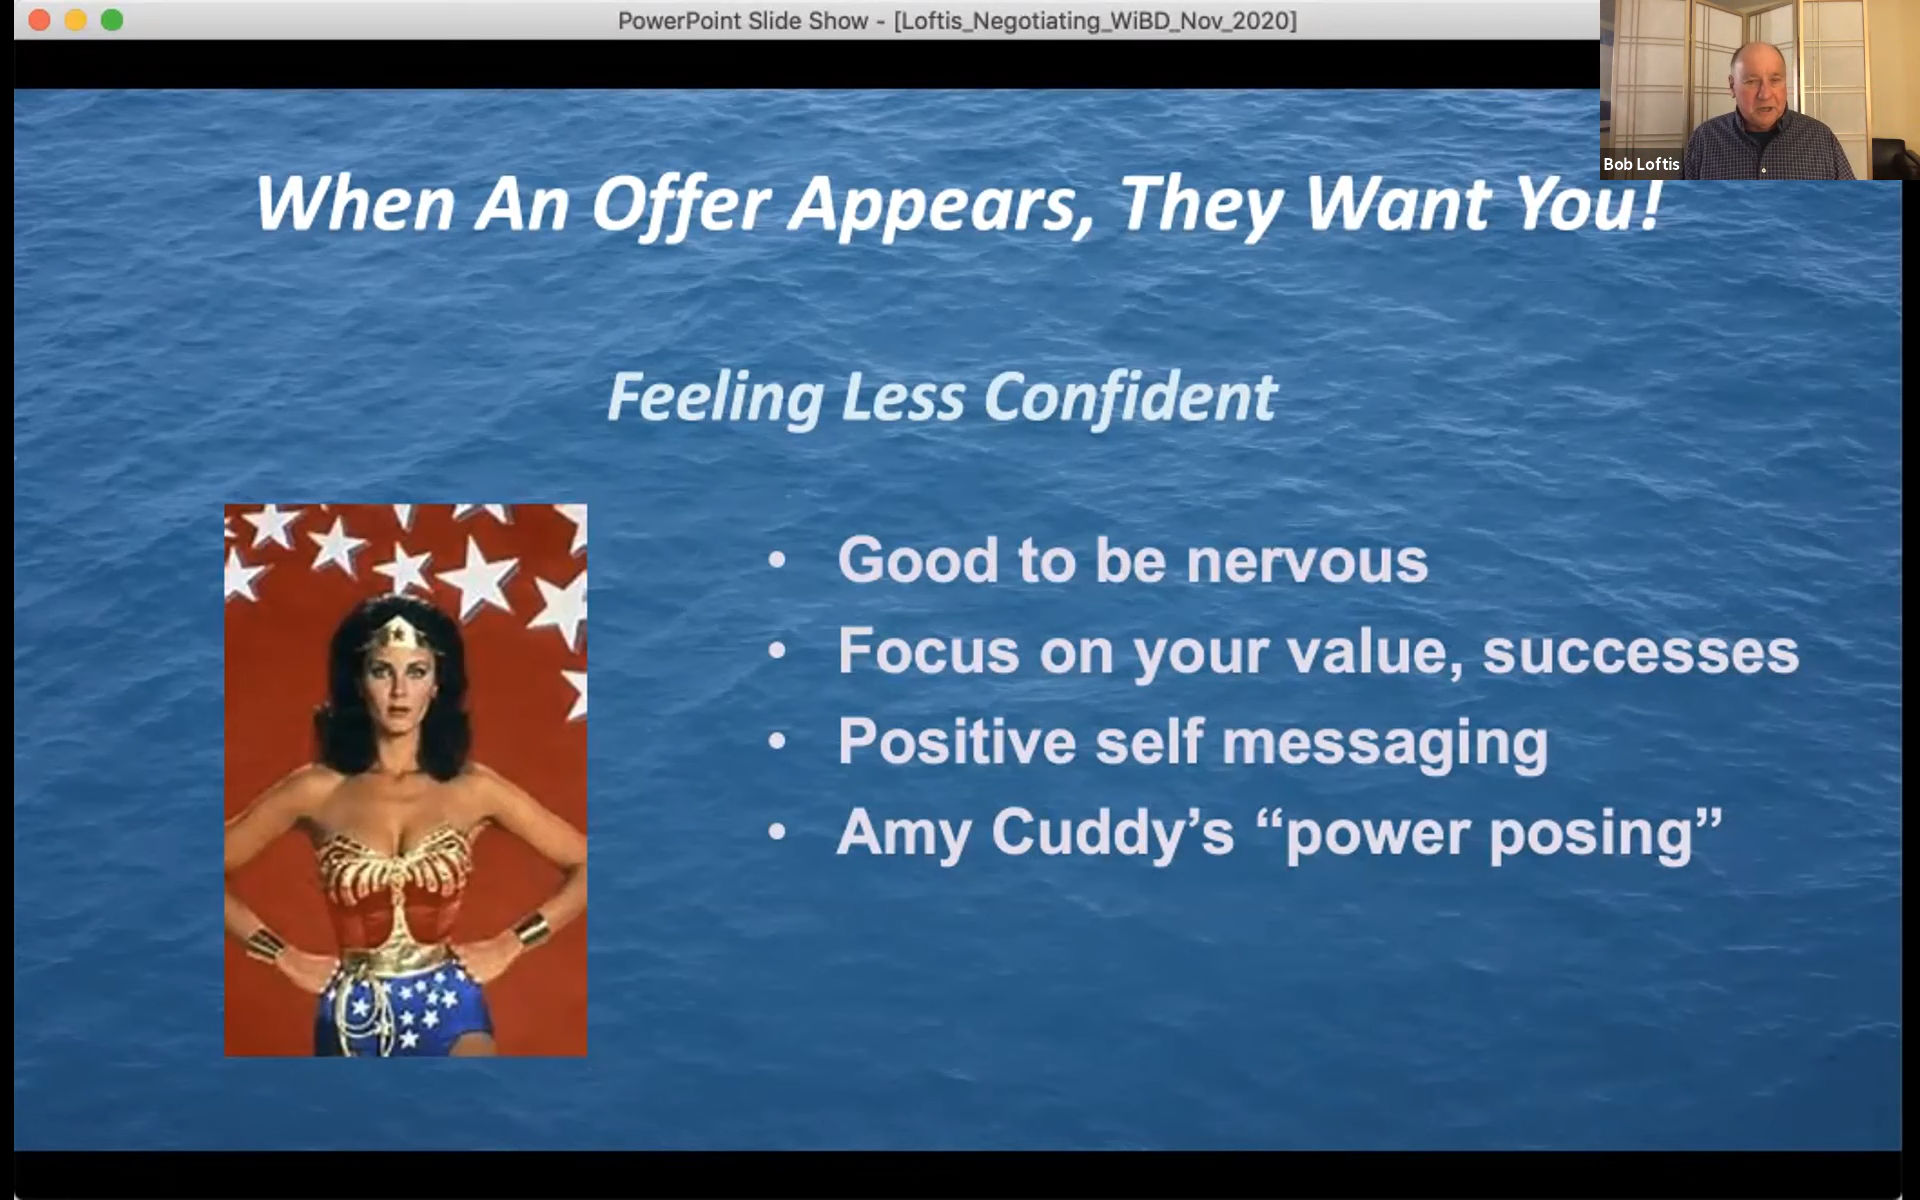 PowerPoint Slide Show - [Loftis_Negotiating_WiBD_Nov_2020]
Bob Loftis
When An Offer Appears, They Want You!
Feeling Less Confident
• Good to be nervous
• Focus on your value, successes
• Positive self messaging
• Amy Cuddy’s “power posing”